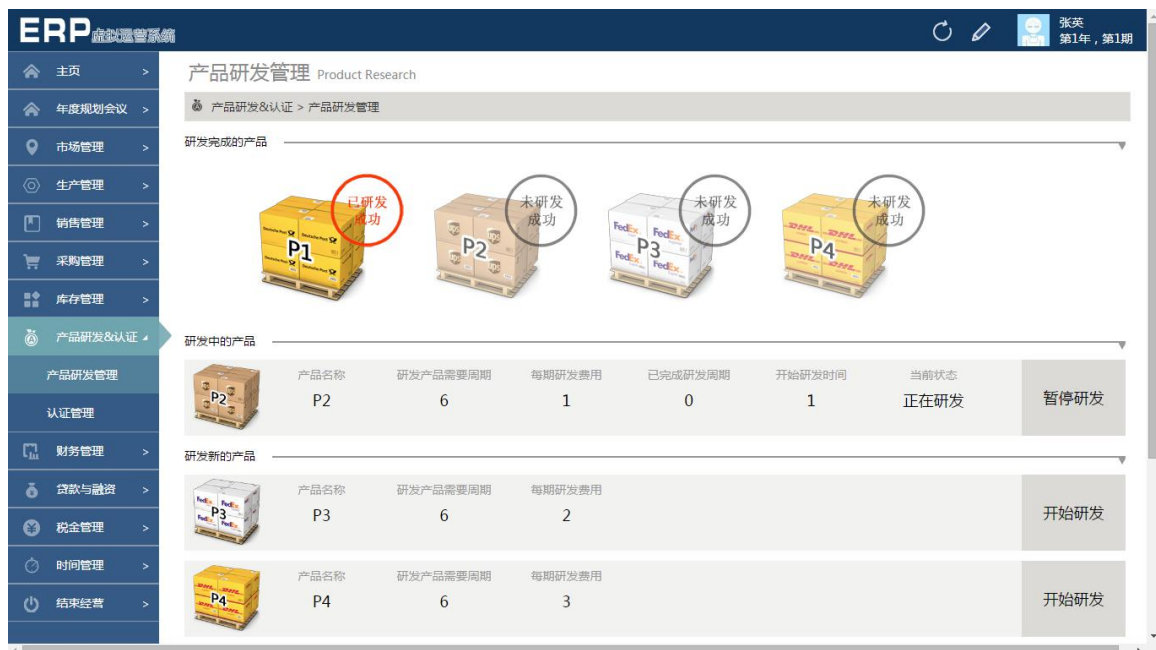 ERP虚拟运营系统
张英
第1年，第1期
主页 >
年度规划会议 >
市场管理 >
生产管理 >
销售管理 >
采购管理 >
库存管理 >
产品研发&认证
产品研发管理
认证管理
财务管理 >
贷款与融资 >
税金管理 >
时间管理 >
结束经营 >
产品研发管理 Product Research
产品研发&认证 > 产品研发管理
研发完成的产品
已研发
成功
P1
未研发
成功
P2
未研发
成功
FedEx FedEx
P3
FedEx FedEx
未研发
成功
DHL DHL
P4
DHL DHL
研发中的产品
P2
产品名称 研发产品需要周期 每期研发费用 已完成研发周期 开始研发时间 当前状态
P2 6 1 0 1 正在研发
暂停研发
研发新的产品
P3
产品名称 研发产品需要周期 每期研发费用
P3 6 2
开始研发
P4
产品名称 研发产品需要周期 每期研发费用
P4 6 3
开始研发